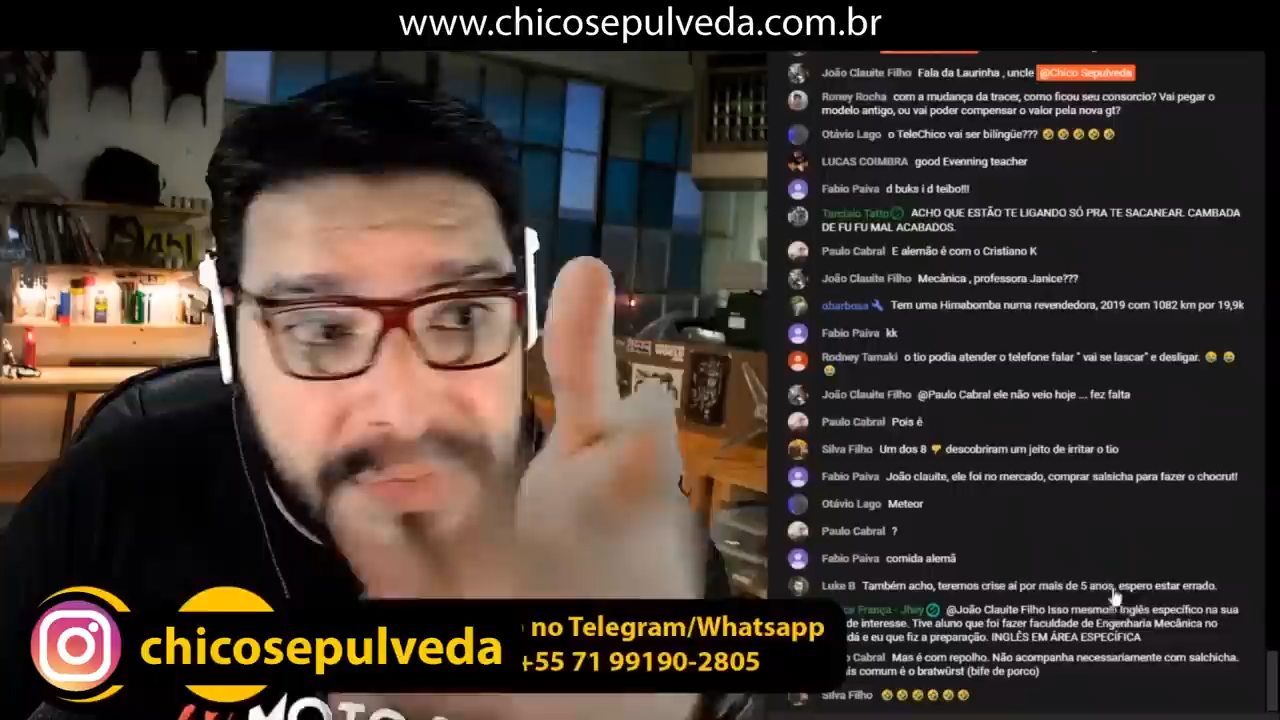 www.chicosepulveda.com.br
João Clauite Filho Fala da Laurinha , uncle @Chico Sepulveda
Roney Rocha com a mudança da tracer, como ficou seu consorcio? Vai pegar o
modelo antigo, ou vai poder compensar o valor pela nova gt?
Otávio Lago o TeleChico vai ser bilingüe??? 🤣🤣🤣🤣🤣
LUCAS COIMBRA good Evenning teacher
Fabio Paiva d buks i d teibo!!!
Tarcisio Tatto ACHO QUE ESTÃO TE LIGANDO SÓ PRA TE SACANEAR. CAMBADA
DE FU FU MAL ACABADOS.
Paulo Cabral E alemão é com o Cristiano K
João Clauite Filho Mecânica , professora Janice???
abarbosa Tem uma Himabomba numa revendedora, 2019 com 1082 km por 19,9k
Fabio Paiva kk
Rodney Tamaki o tio podia atender o telefone falar " vai se lascar" e desligar. 😂 😂
😂
João Clauite Filho @Paulo Cabral ele não veio hoje ... fez falta
Paulo Cabral Pois é
Silva Filho Um dos 8 👎 descobriram um jeito de irritar o tio
Fabio Paiva João clauite, ele foi no mercado, comprar salsicha para fazer o chocrut!
Otávio Lago Meteor
Paulo Cabral ?
Fabio Paiva comida alemã
Luke B Também acho, teremos crise aí por mais de 5 anos, espero estar errado.
França - Jhey @João Clauite Filho Isso mesmo Inglês específico na sua
de interesse. Tive aluno que foi fazer faculdade de Engenharia Mecânica no
e eu que fiz a preparação. INGLÊS EM ÁREA ESPECÍFICA
Cabral Mas é com repolho. Não acompanha necessariamente com salchicha.
comum é o bratwürst (bife de porco)
Silva Filho 🤣🤣🤣🤣🤣🤣
chicosepulveda
no Telegram/Whatsapp
+55 71 99190-2805
MOTO